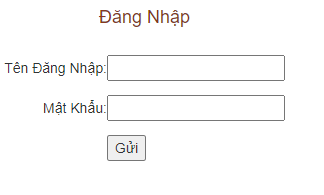 Đăng Nhập
Tên Đăng Nhập:
Mật Khẩu:
Gửi